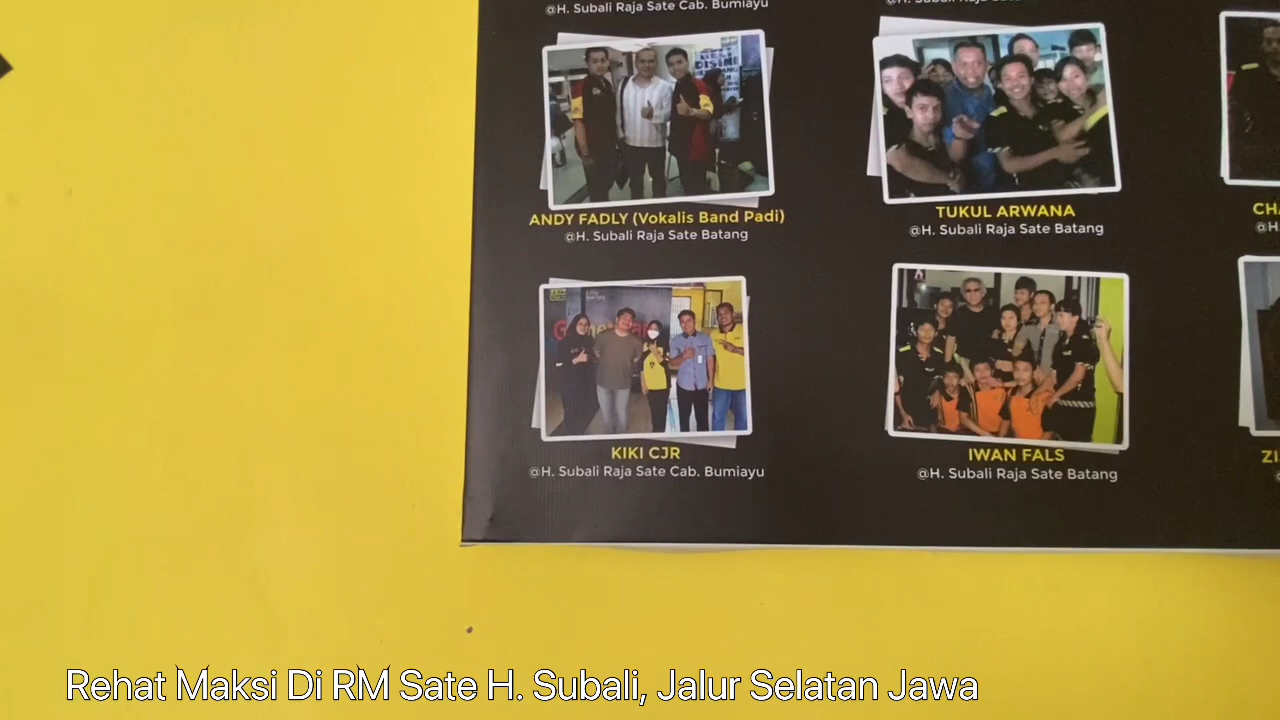 @H. Subali Raja Sate Cab. Bumiayu
ANDY FADLY (Vokalis Band Padi)
@H. Subali Raja Sate Batang
TUKUL ARWANA
@H. Subali Raja Sate Batang
KIKI CJR
@H. Subali Raja Sate Cab. Bumiayu
IWAN FALS
@H. Subali Raja Sate Batang
Rehat Maksi Di RM Sate H. Subali, Jalur Selatan Jawa